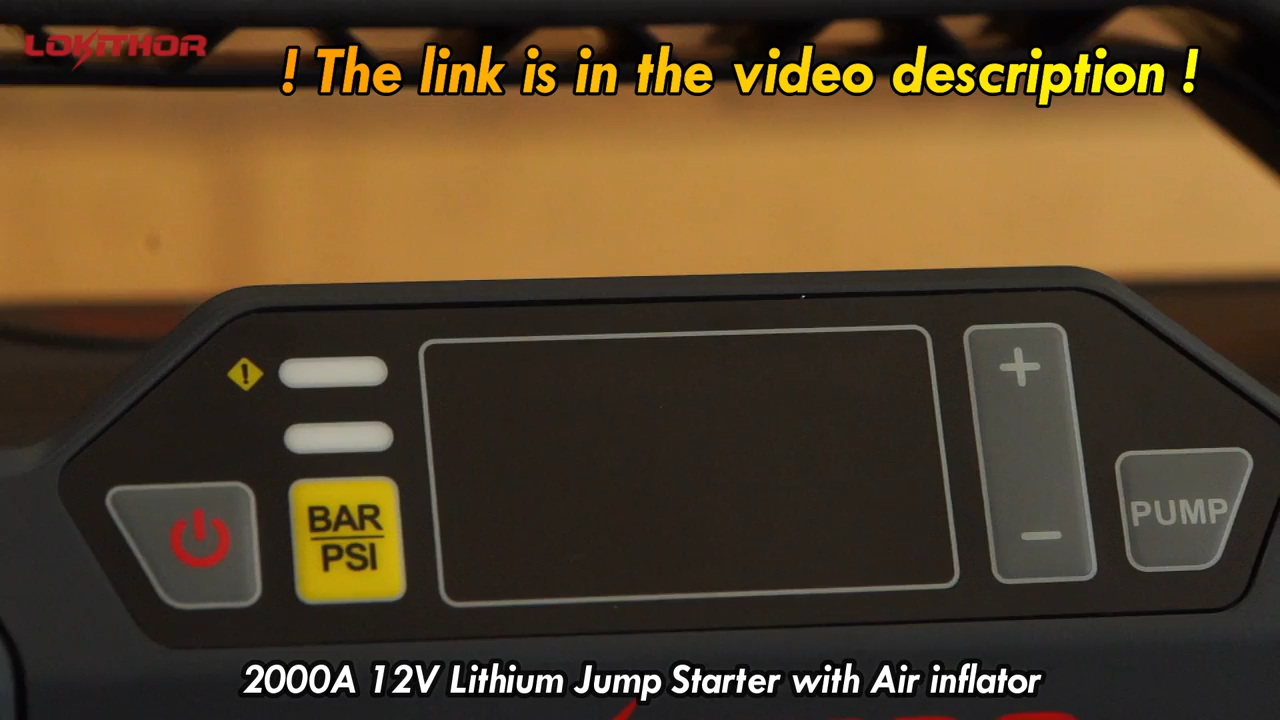 LOKITHOR
! The link is in the video description !
!
BAR
PSI
+
PUMP
−
2000A 12V Lithium Jump Starter with Air inflator